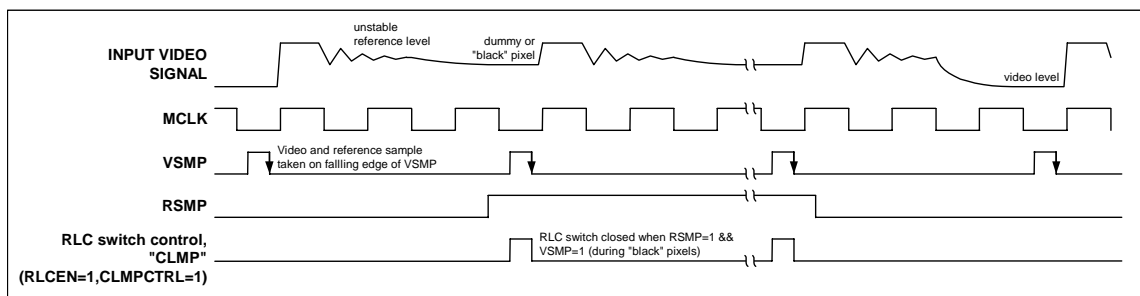 unstable
reference level
dummy or
"black" pixel
INPUT VIDEO
SIGNAL
video level
MCLK
VSMP
Video and reference sample
taken on fallling edge of VSMP
RSMP
RLC switch control,
"CLMP"
(RLCEN=1,CLMPCTRL=1)
RLC switch closed when RSMP=1 &&
VSMP=1 (during "black" pixels)